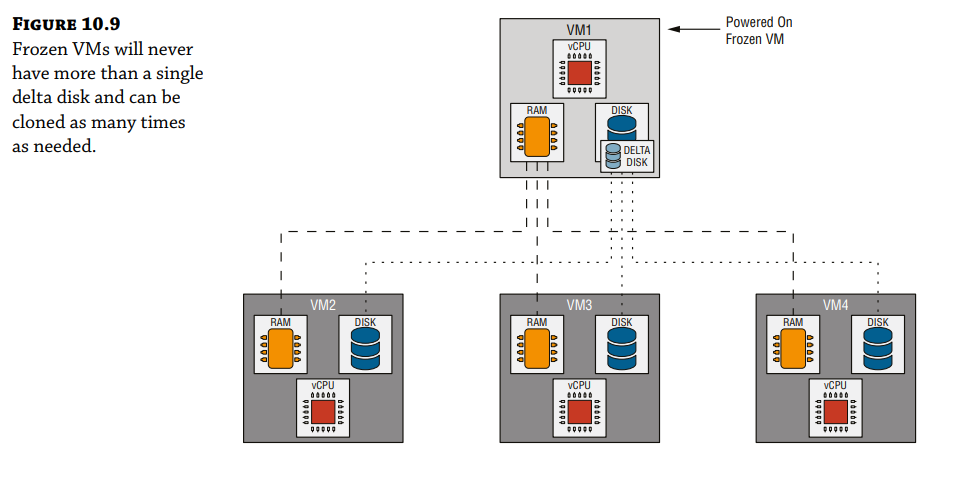 FIGURE 10.9
Frozen VMs will never
have more than a single
delta disk and can be
cloned as many times
as needed.
VM1
vCPU
RAM
DISK
DELTA
DISK
Powered On
Frozen VM
VM2
RAM
DISK
vCPU
VM3
RAM
DISK
vCPU
VM4
RAM
DISK
vCPU